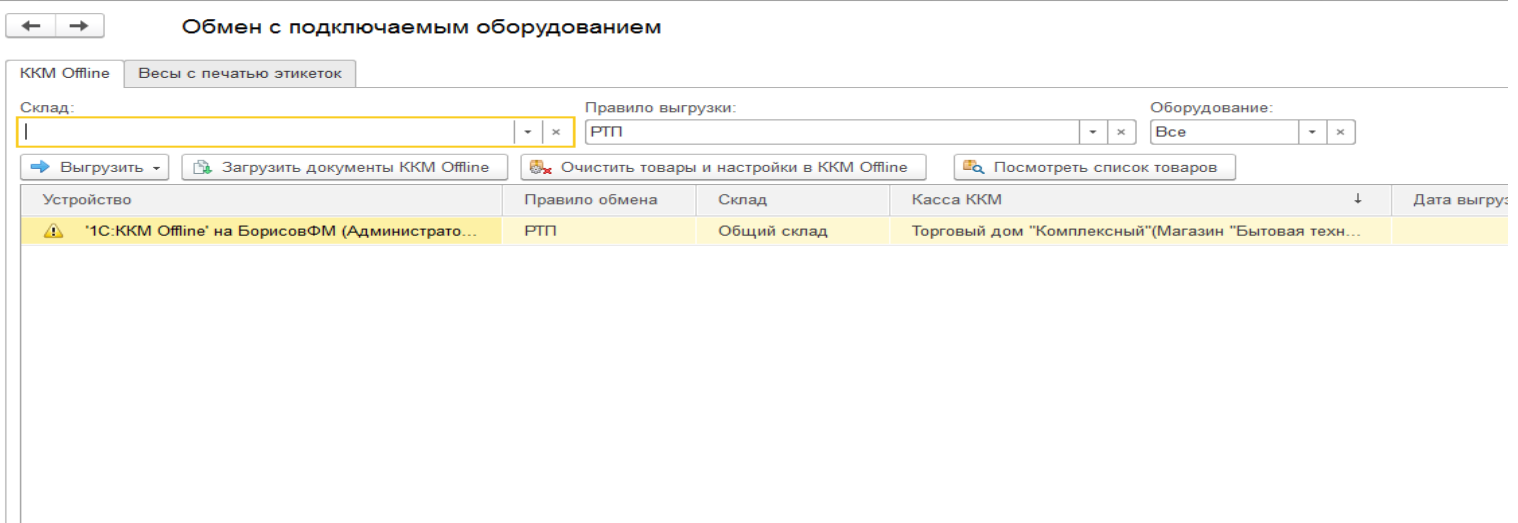 Обмен с подключаемым оборудованием
ККМ Offline Весы с печатью этикеток
Склад: Правило выгрузки: Оборудование:
РТП Все
Выгрузить Загрузить документы ККМ Offline Очистить товары и настройки в ККМ Offline Посмотреть список товаров
Устройство Правило обмена Склад Касса ККМ Дата выгруз
'1С:ККМ Offline' на БорисовФМ (Администрато... РТП Общий склад Торговый дом "Комплексный"(Магазин "Бытовая техн...